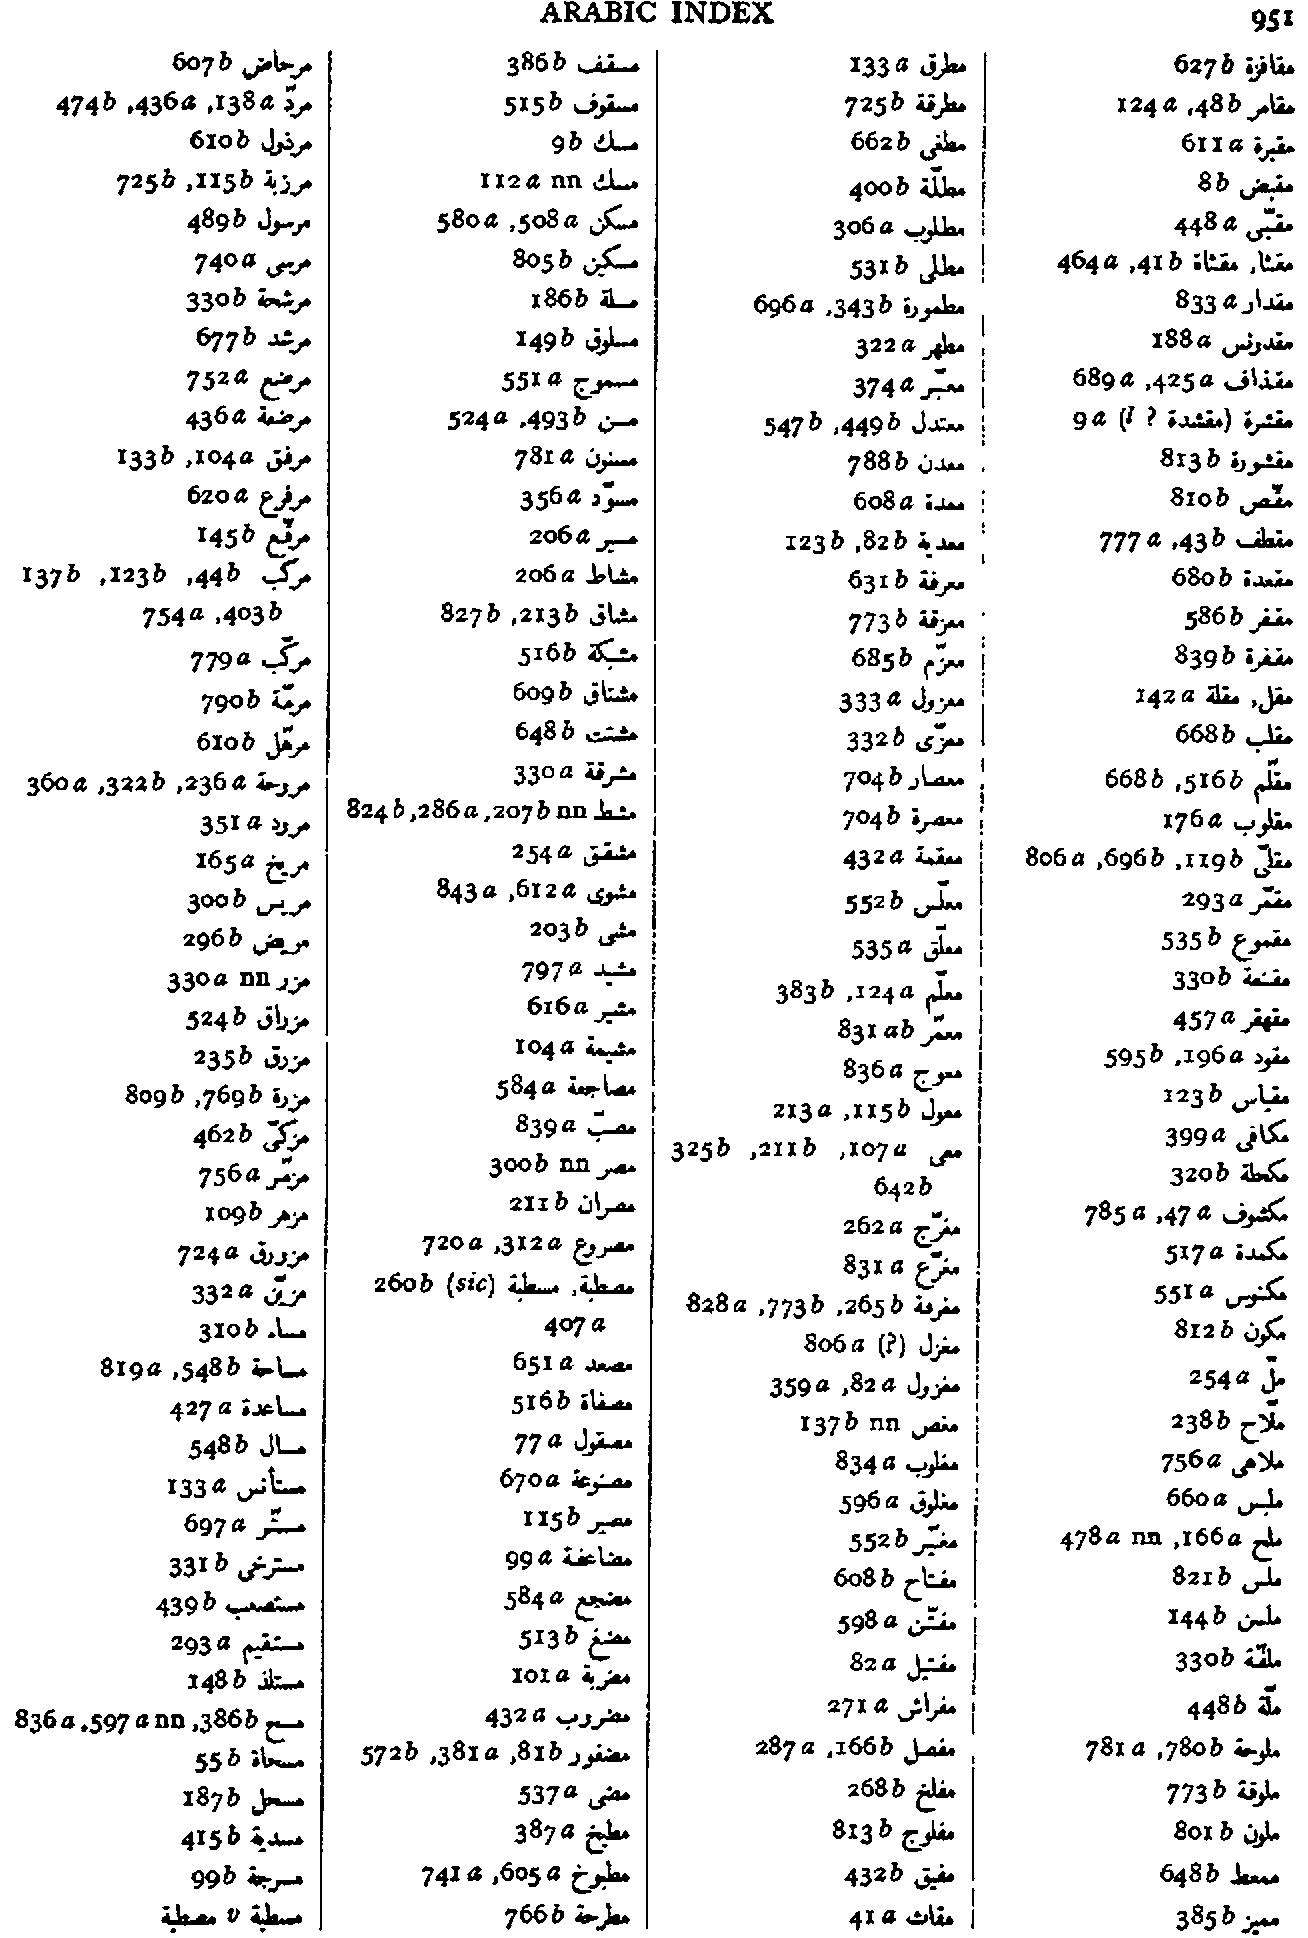 ARABIC INDEX
951
مرحاض 607b
مردّ 138a, 436a, 474b
مرذول 610b
مرزبة 115b, 725b
مرسول 489b
مرسى 740a
مرشحة 330b
مرشد 677b
مرضع 752a
مرضعة 436a
مرفق 104a, 133b
مرفرع 620a
مرقّع 145b
مركب 44b, 123b, 137b
403b, 754a
مركّب 779a
مرمّة 790b
مرهّل 610b
مروحة 236a, 322b, 360a
مرود 351a
مريخ 165a
مريس 300b
مريض 296b
مزر 330a nn
مزراق 524b
مزرق 235b
مزرة 769b, 809b
مزكّى 462b
مزمّر 756a
مزهر 109b
مزورق 724a
مزيّن 332a
مساء 310b
مساحة 548b, 819a
مساعدة 427a
مسال 548b
مستأنس 133a
مستّر 697a
مسترخى 331b
مستصعب 439b
مستقيم 293a
مستلذ 148b
مسح 386b, 597a nn, 836a
مسحاة 55b
مسحل 187b
مسدية 415b
مسرجة 99b
مسطبة v مصطبة
مسقف 386b
مسقوف 515b
مسك 9b
مسك 112a nn
مسكن 508a, 580a
مسكين 805b
مسلة 186b
مسلوق 149b
مسموج 551a
مسن 493b, 524a
مسنون 781a
مسوّد 356a
مسير 206a
مشاط 206a
مشاق 213b, 827b
مشبكة 516b
مشتاق 609b
مشتت 648b
مشرقة 330a
مشط 207b nn, 286a, 824b
مشقق 254a
مشوى 612a, 843a
مشى 203b
مشيد 797a
مشير 616a
مشيمة 104a
مصاجعة 584a
مصبّ 839a
مصر 300b nn
مصران 211b
مصروع 312a, 720a
مصطبة, مسطبة (sic) 260b
407a
مصعد 651a
مصفاة 516b
مصقول 77a
مصنوعة 670a
مصير 115b
مضاعفة 99a
مضجع 584a
مضغ 513b
مضربة 101a
مضروب 432a
مضفور 81b, 381a, 572b
مضى 537a
مطبخ 387a
مطبوخ 605a, 741a
مطرحة 766b
مطرق 133a
مطرقة 725b
مطفى 662b
مطلّة 400b
مطلوب 306a
مطلى 531b
مطمورة 343b, 696a
مطهر 322a
معبّر 374a
معتدل 449b, 547b
معدن 788b
معدة 608a
معدية 82b, 123b
معرفة 631b
معزقة 773b
معزّم 685b
معزول 333a
معزّى 332b
معصار 704b
معصرة 704b
معقمة 432a
معلّس 552b
معلّق 535a
معلّم 124a, 383b
معمّر 831ab
معوج 836a
معول 115b, 213a
معى 107a, 211b, 325b
642b
مفرّج 262a
مفرّع 831a
مغرفة 265b, 773b, 828a
مغزل (?) 806a
مغزول 82a, 359a
مغص 137b nn
مغلوب 834a
مغلوق 596a
مغيّر 552b
مفتاح 608b
مفتّن 598a
مفتيل 82a
مفراش 271a
مفصل 166b, 287a
مفلخ 268b
مفلوج 813b
مفيق 432b
مقاث 41a
مقافزة 627b
مقامر 48b, 124a
مقبرة 611a
مقبض 8b
مقبّى 448a
مقثا, مقثاة 41b, 464a
مقدار 833a
مقدونس 188a
مقذاف 425a, 689a
مقشرة (مقشدة ? l) 9a
مقشورة 813b
مقّص 810b
مقطف 43b, 777a
مقعدة 680b
مقفر 586b
مقفرة 839b
مقل, مقلة 142a
مقلّب 668b
مقلّم 516b, 668b
مقلوب 176a
مقلىّ 119b, 696b, 806a
مقمّر 293a
مقموع 535b
مقنعة 330b
مقهقر 457a
مقود 196a, 595b
مقياس 123b
مكافى 399a
مكحلة 320b
مكشوف 47a, 785a
مكمدة 517a
مكنوس 551a
مكون 812b
ملّ 254a
ملّاح 238b
ملاهى 756a
ملبس 660a
ملح 166a, 478a nn
ملس 821b
ملسن 144b
ملفّة 330b
ملّة 448b
ملوحة 780b, 781a
ملوقة 773b
ملون 801b
ممعط 648b
مميز 385b